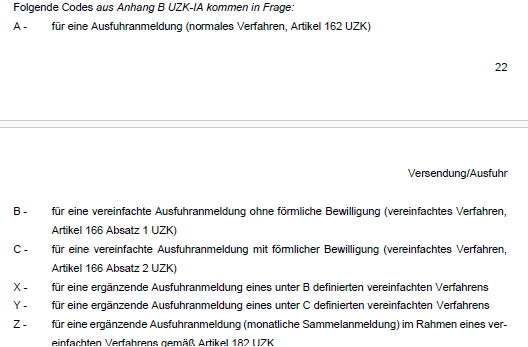 Folgende Codes aus Anhang B UZK-IA kommen in Frage:
A - für eine Ausfuhranmeldung (normales Verfahren, Artikel 162 UZK)
22
Versendung/Ausfuhr
B - für eine vereinfachte Ausfuhranmeldung ohne förmliche Bewilligung (vereinfachtes Verfahren,
Artikel 166 Absatz 1 UZK)
C - für eine vereinfachte Ausfuhranmeldung mit förmlicher Bewilligung (vereinfachtes Verfahren,
Artikel 166 Absatz 2 UZK)
X - für eine ergänzende Ausfuhranmeldung eines unter B definierten vereinfachten Verfahrens
Y - für eine ergänzende Ausfuhranmeldung eines unter C definierten vereinfachten Verfahrens
Z - für eine ergänzende Ausfuhranmeldung (monatliche Sammelanmeldung) im Rahmen eines ver-
einfachten Verfahrens gemäß Artikel 182 UZK